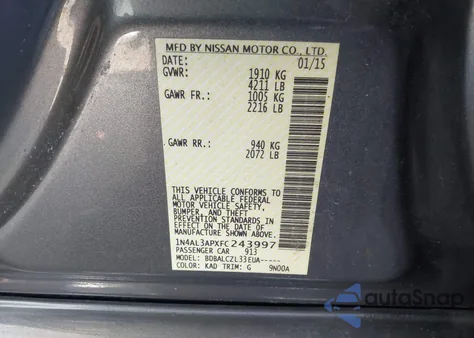 MFD BY NISSAN MOTOR CO., LTD.
DATE: 01/15
GVWR: 1910 KG
4211 LB
GAWR FR.: 1005 KG
2216 LB
GAWR RR.: 940 KG
2072 LB
THIS VEHICLE CONFORMS TO
ALL APPLICABLE FEDERAL
MOTOR VEHICLE SAFETY,
BUMPER, AND THEFT
PREVENTION STANDARDS IN
EFFECT ON THE DATE OF
MANUFACTURE SHOWN ABOVE.
1N4AL3APXFC243997
PASSENGER CAR 913
MODEL: BDBALCZL33EUA-----
COLOR: KAD TRIM: G 9N00A
autoSnap